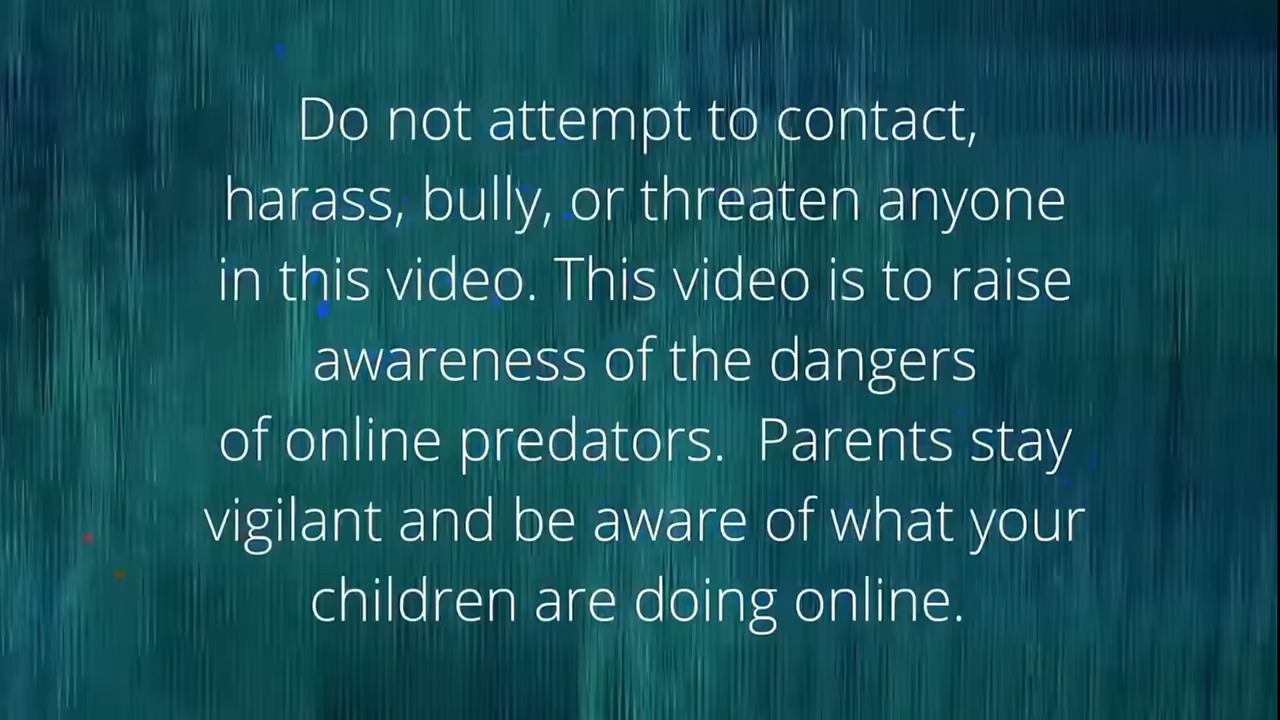 Do not attempt to contact,
harass, bully, or threaten anyone
in this video. This video is to raise
awareness of the dangers
of online predators.  Parents stay
vigilant and be aware of what your
children are doing online.